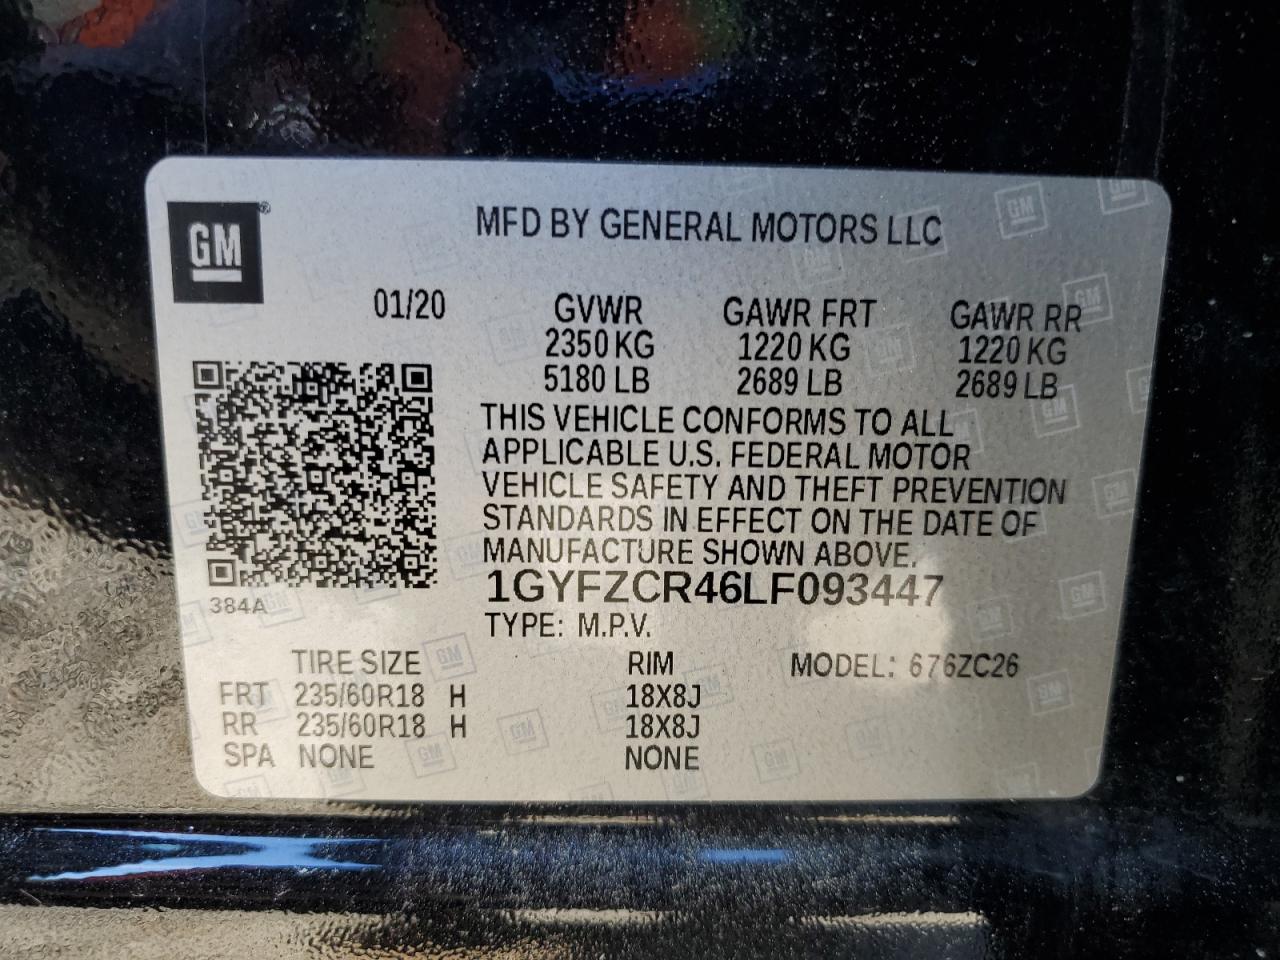 GM®
MFD BY GENERAL MOTORS LLC
01/20 GVWR GAWR FRT GAWR RR
2350 KG 1220 KG 1220 KG
5180 LB 2689 LB 2689 LB
THIS VEHICLE CONFORMS TO ALL
APPLICABLE U.S. FEDERAL MOTOR
VEHICLE SAFETY AND THEFT PREVENTION
STANDARDS IN EFFECT ON THE DATE OF
MANUFACTURE SHOWN ABOVE.
384A
1GYFZCR46LF093447
TYPE: M.P.V.
TIRE SIZE RIM MODEL: 676ZC26
FRT 235/60R18 H 18X8J
RR 235/60R18 H 18X8J
SPA NONE NONE